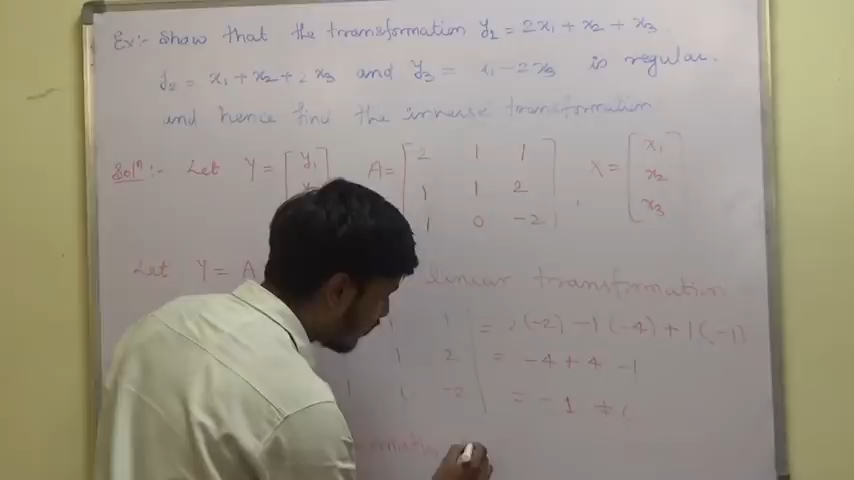 Ex:- Show that the transformation y₁ = 2x₁ + x₂ + x₃
y₂ = x₁ + x₂ + 2x₃ and y₃ = x₁ - 2x₃ is regular.
and hence find the inverse transformation
Solⁿ:- Let Y = [y₁ A = [2 1 1 X = [x₁
1 1 2 x₂
1 0 -2] , x₃]
Let Y = A linear transformation
1 1 = 2(-2) -1(-4) + 1(-1)
1 2 = -4 + 4 -1
-2 = -1 ≠